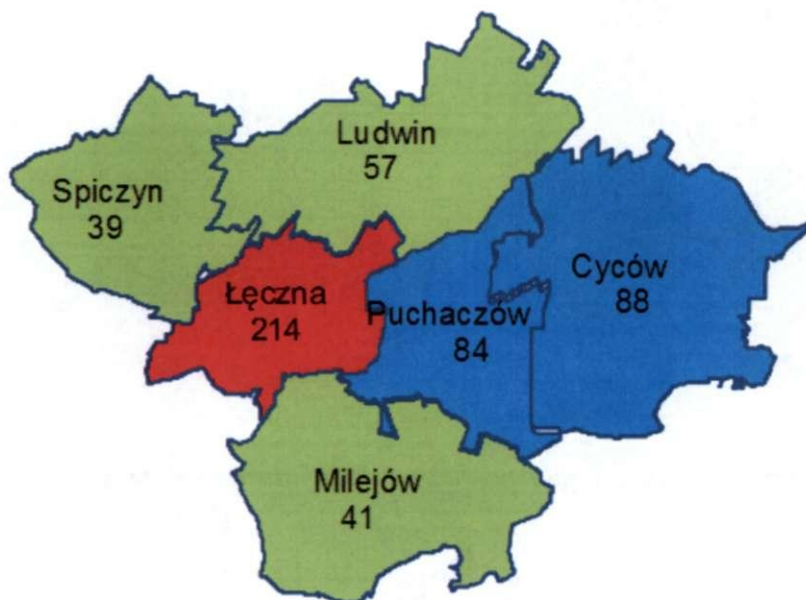 Ludwin
57
Spiczyn
39
Cyców
88
Łęczna
214
Puchaczów
84
Milejów
41